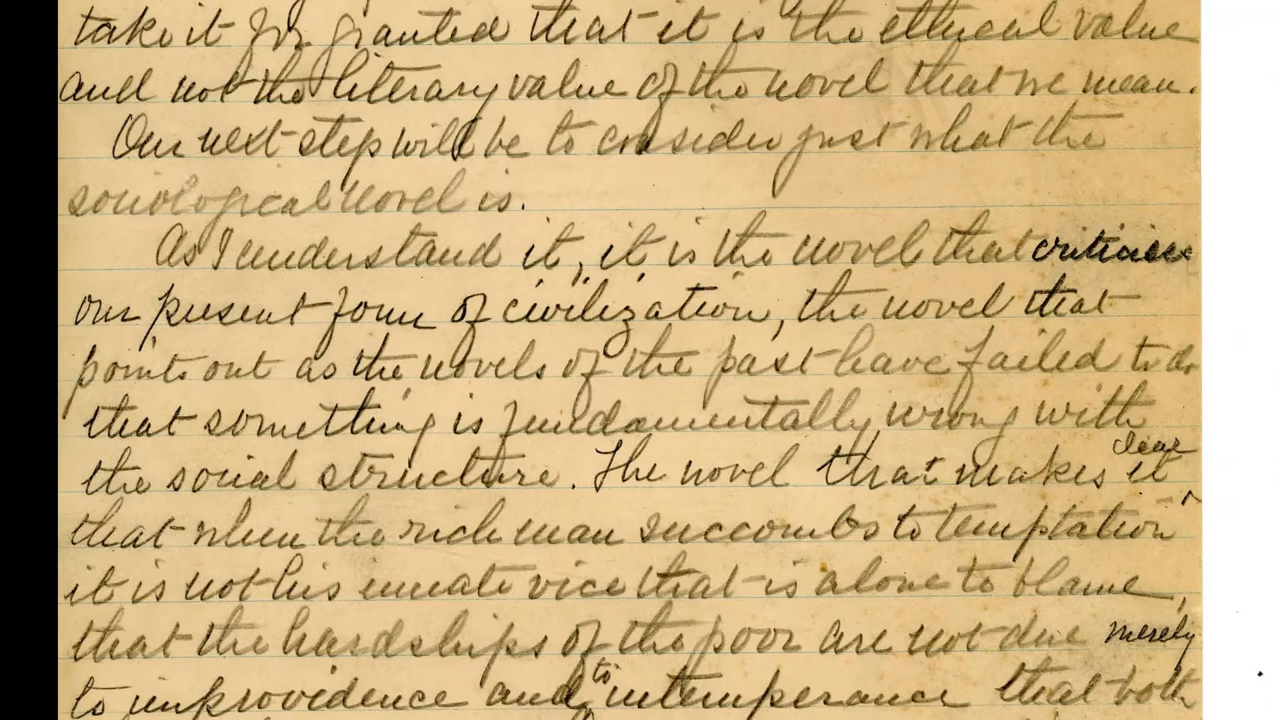 take it for granted that it is the ethical value
and not the literary value of the novel that we mean.
Our next step will be to consider just what the
sociological novel is.
As I understand it, it is the novel that criticises
our present form of civilization, the novel that
points out as the novels of the past have failed to do
that something is fundamentally wrong with
the social structure. The novel that makes it clear
that when the rich man succombs to temptation
it is not his innate vice that is alone to blame,
that the hardships of the poor are not due merely
to improvidence and to intemperance that both